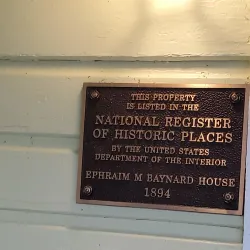 THIS PROPERTY
IS LISTED IN THE
NATIONAL REGISTER
OF HISTORIC PLACES
BY THE UNITED STATES
DEPARTMENT OF THE INTERIOR
EPHRAIM M BAYNARD HOUSE
1894